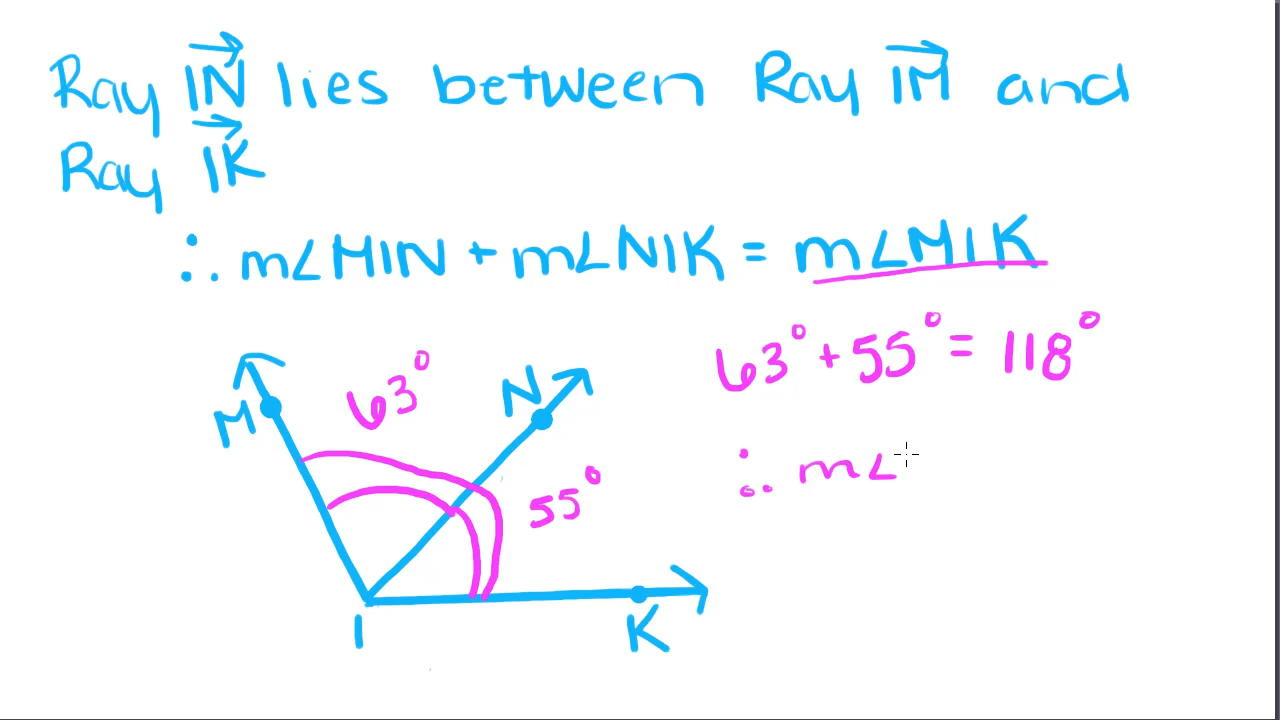 Ray IN lies between Ray IM and
Ray IK
∴ m∠MIN + m∠NIK = m∠MIK
63° + 55° = 118°
63°
M
N
∴ m∠
55°
I
K